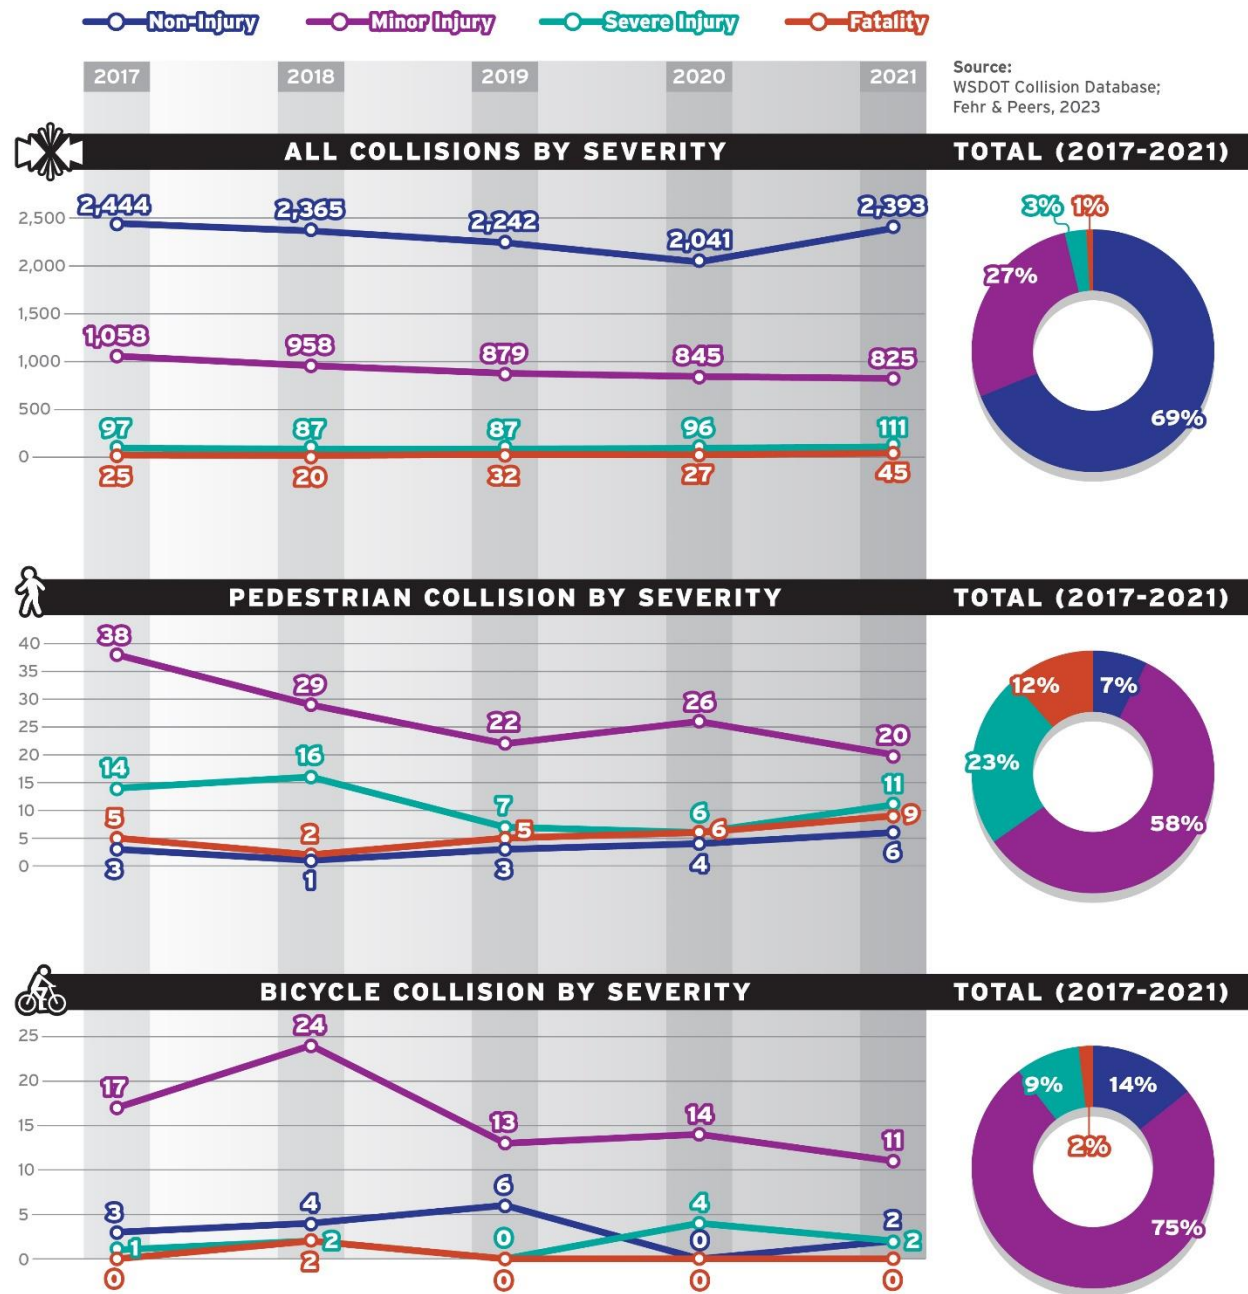 Non-Injury Minor Injury Severe Injury Fatality
2017 2018 2019 2020 2021
Source:
WSDOT Collision Database;
Fehr & Peers, 2023
ALL COLLISIONS BY SEVERITY
TOTAL (2017-2021)
2,500
2,000
1,500
1,000
500
0
2,444 2,365 2,242 2,041 2,393
1,058 958 879 845 825
97 87 87 96 111
25 20 32 27 45
3% 1%
27%
69%
PEDESTRIAN COLLISION BY SEVERITY
TOTAL (2017-2021)
40
35
30
25
20
15
10
5
0
38 29 22 26 20
14 16 7 6 11
5 2 5 6 9
3 1 3 4 6
12% 7%
23%
58%
BICYCLE COLLISION BY SEVERITY
TOTAL (2017-2021)
25
20
15
10
5
0
17 24 13 14 11
3 4 6 0 2
1 2 0 4 2
0 2 0 0 0
9% 14%
2%
75%